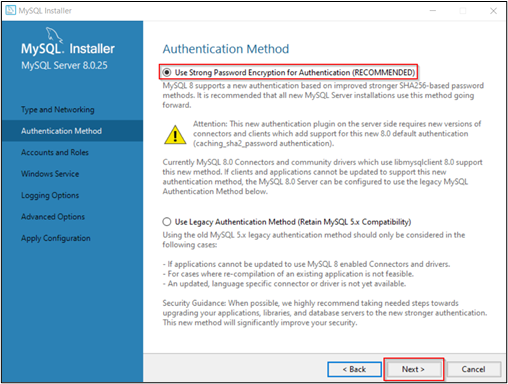 MySQL Installer
MySQL. Installer
MySQL Server 8.0.25
Type and Networking
Authentication Method
Accounts and Roles
Windows Service
Logging Options
Advanced Options
Apply Configuration
Authentication Method
Use Strong Password Encryption for Authentication (RECOMMENDED)
MySQL 8 supports a new authentication based on improved stronger SHA256-based password
methods. It is recommended that all new MySQL Server installations use this method going
forward.
Attention: This new authentication plugin on the server side requires new versions of
connectors and clients which add support for this new 8.0 default authentication
(caching_sha2_password authentication).
Currently MySQL 8.0 Connectors and community drivers which use libmysqlclient 8.0 support
this new method. If clients and applications cannot be updated to support this new
authentication method, the MySQL 8.0 Server can be configured to use the legacy MySQL
Authentication Method below.
Use Legacy Authentication Method (Retain MySQL 5.x Compatibility)
Using the old MySQL 5.x legacy authentication method should only be considered in the
following cases:
- If applications cannot be updated to use MySQL 8 enabled Connectors and drivers.
- For cases where re-compilation of an existing application is not feasible.
- An updated, language specific connector or driver is not yet available.
Security Guidance: When possible, we highly recommend taking needed steps towards
upgrading your applications, libraries, and database servers to the new stronger authentication.
This new method will significantly improve your security.
< Back
Next >
Cancel